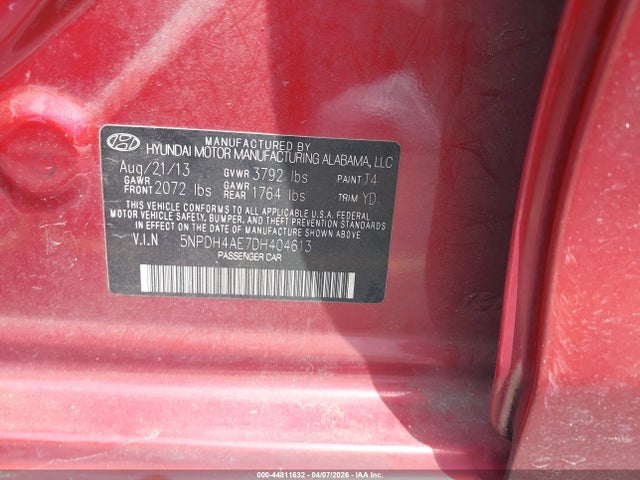 MANUFACTURED BY
HYUNDAI MOTOR MANUFACTURING ALABAMA, LLC
Aug/21/13 GVWR 3792 lbs PAINT T4
GAWR FRONT 2072 lbs GAWR REAR 1764 lbs TRIM YD
THIS VEHICLE CONFORMS TO ALL APPLICABLE U.S.A. FEDERAL
MOTOR VEHICLE SAFETY, BUMPER, AND THEFT PREVENTION STANDARDS
IN EFFECT ON THE DATE OF MANUFACTURE SHOWN ABOVE.
V.I.N 5NPDH4AE7DH404613
PASSENGER CAR
000-44811632 - 04/07/2026 - IAA Inc.